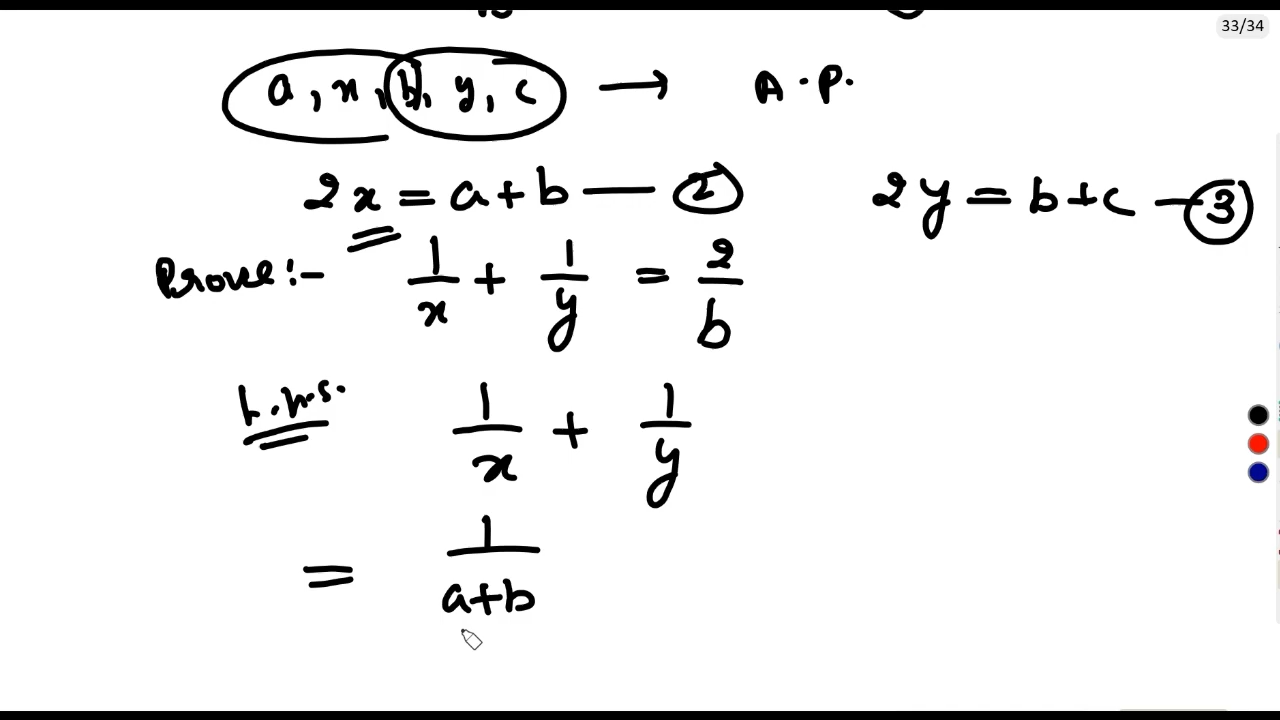 33/34
a, x, b, y, c → A.P.
2x = a+b — ②
2y = b+c — ③
Prove:- 1/x + 1/y = 2/b
L.H.S. 1/x + 1/y
= 1/a+b